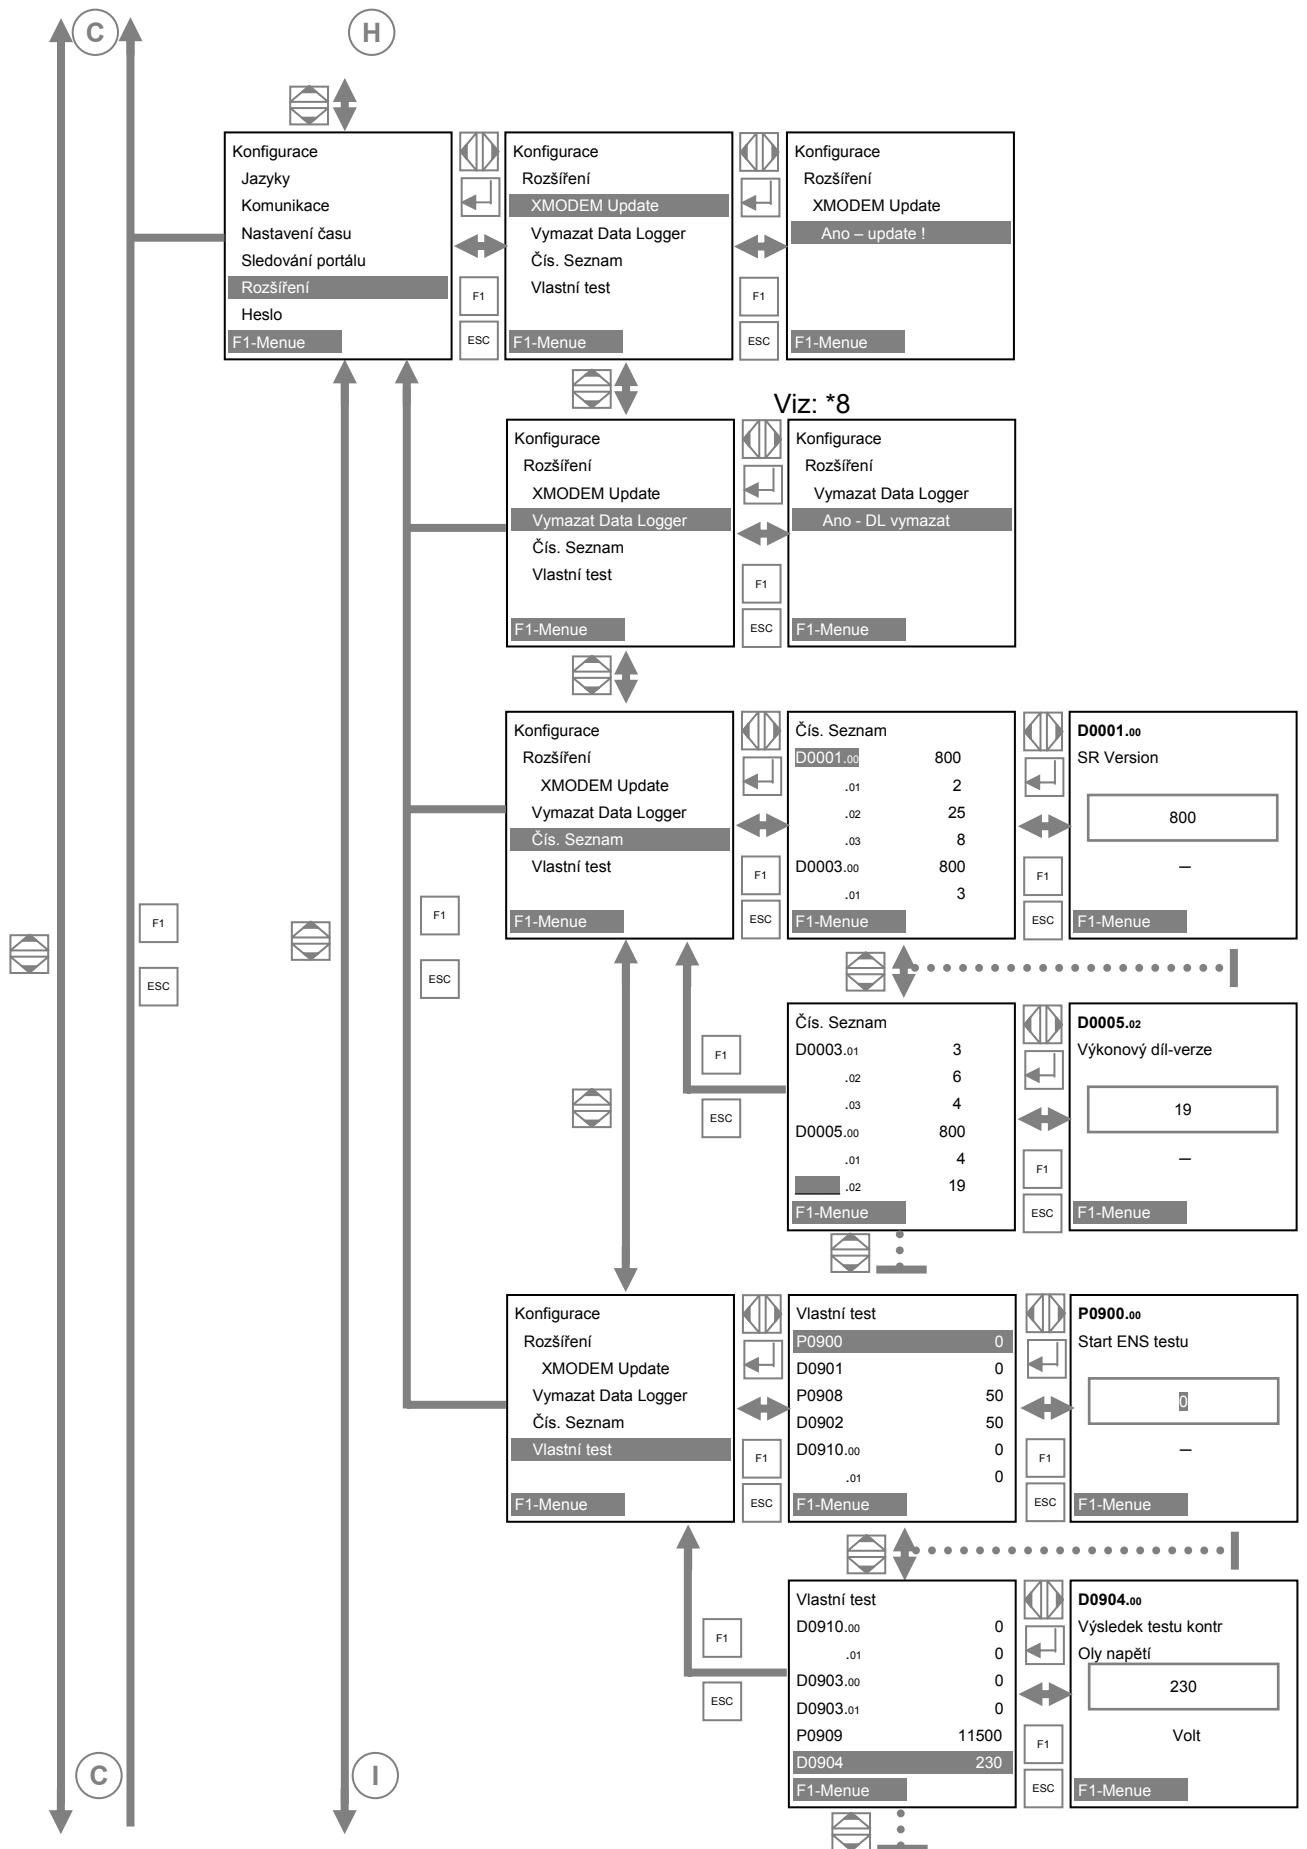 C
H
Konfigurace
Jazyky
Komunikace
Nastavení času
Sledování portálu
Rozšíření
Heslo
F1-Menue
F1
ESC
Konfigurace
Rozšíření
XMODEM Update
Vymazat Data Logger
Čís. Seznam
Vlastní test
F1-Menue
F1
ESC
Konfigurace
Rozšíření
XMODEM Update
Ano – update !
F1-Menue
Viz: *8
Konfigurace
Rozšíření
XMODEM Update
Vymazat Data Logger
Čís. Seznam
Vlastní test
F1-Menue
F1
ESC
Konfigurace
Rozšíření
Vymazat Data Logger
Ano - DL vymazat
F1-Menue
Konfigurace
Rozšíření
XMODEM Update
Vymazat Data Logger
Čís. Seznam
Vlastní test
F1-Menue
F1
ESC
Čís. Seznam
D0001.00 800
.01 2
.02 25
.03 8
D0003.00 800
.01 3
F1-Menue
F1
ESC
D0001.00
SR Version
800
–
F1-Menue
F1
ESC
F1
ESC
F1
ESC
Čís. Seznam
D0003.01 3
.02 6
.03 4
D0005.00 800
.01 4
.02 19
F1-Menue
F1
ESC
D0005.02
Výkonový díl-verze
19
–
F1-Menue
Konfigurace
Rozšíření
XMODEM Update
Vymazat Data Logger
Čís. Seznam
Vlastní test
F1-Menue
F1
ESC
Vlastní test
P0900 0
D0901 0
P0908 50
D0902 50
D0910.00 0
.01 0
F1-Menue
F1
ESC
P0900.00
Start ENS testu
0
–
F1-Menue
F1
ESC
Vlastní test
D0910.00 0
.01 0
D0903.00 0
D0903.01 0
P0909 11500
D0904 230
F1-Menue
F1
ESC
D0904.00
Výsledek testu kontr
Oly napětí
230
Volt
F1-Menue
C
I